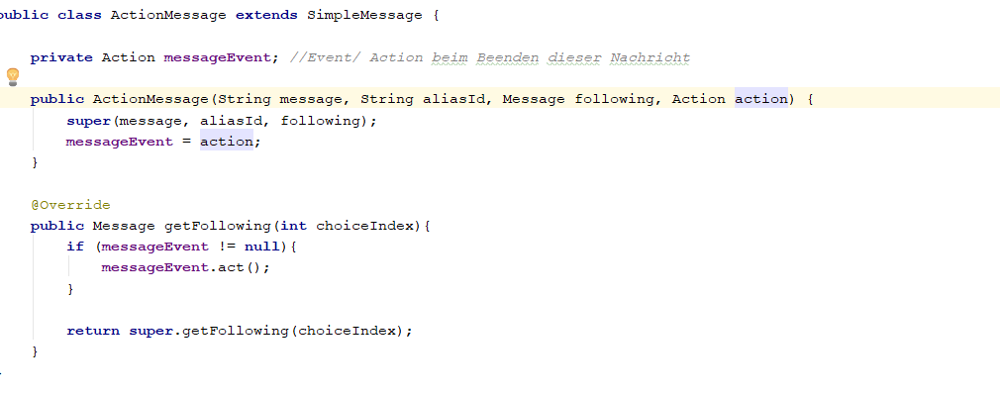 public class ActionMessage extends SimpleMessage {
private Action messageEvent; //Event/ Action beim Beenden dieser Nachricht
public ActionMessage(String message, String aliasId, Message following, Action action) {
super(message, aliasId, following);
messageEvent = action;
}
@Override
public Message getFollowing(int choiceIndex){
if (messageEvent != null){
messageEvent.act();
}
return super.getFollowing(choiceIndex);
}